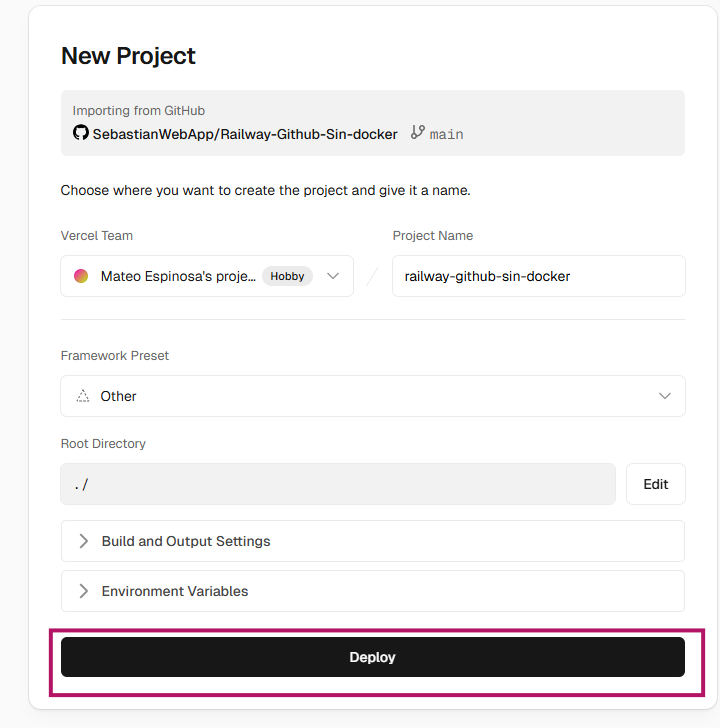 New Project
Importing from GitHub
SebastianWebApp/Railway-Github-Sin-docker main
Choose where you want to create the project and give it a name.
Vercel Team Project Name
Mateo Espinosa's proje... Hobby / railway-github-sin-docker
Framework Preset
Other
Root Directory
./ Edit
Build and Output Settings
Environment Variables
Deploy